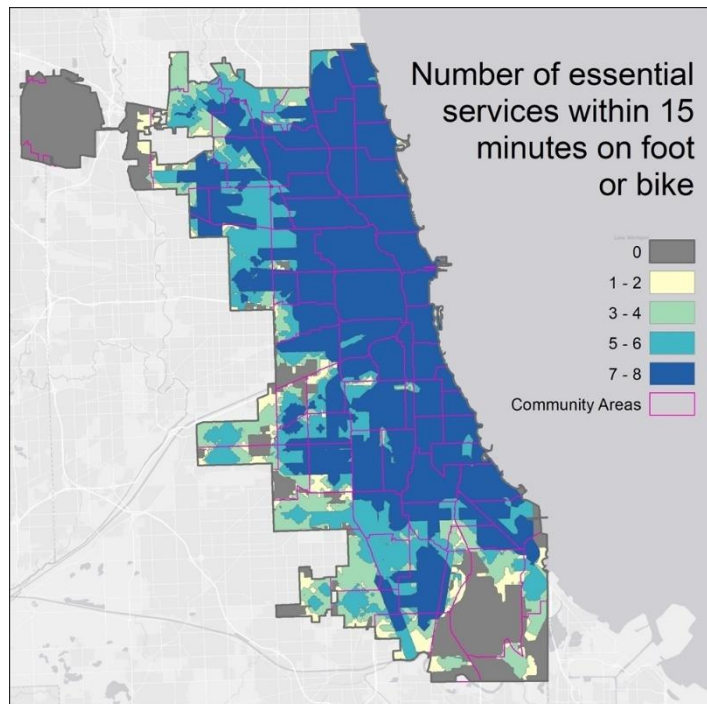 Number of essential
services within 15
minutes on foot
or bike
0
1 - 2
3 - 4
5 - 6
7 - 8
Community Areas